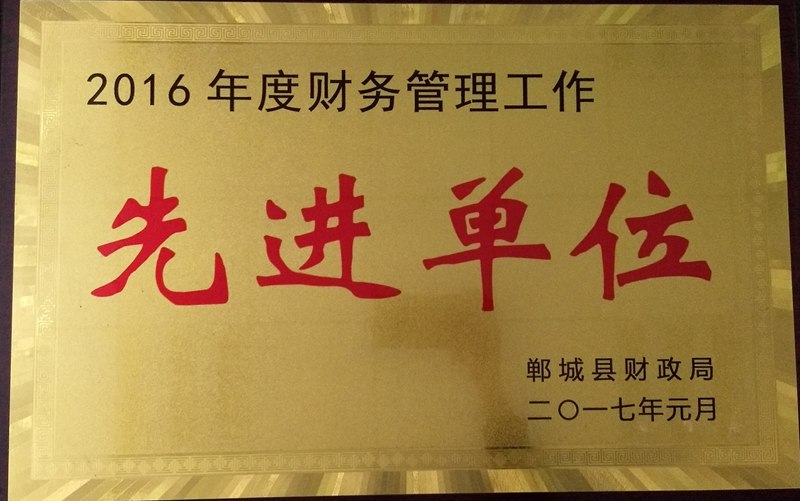 2016 年度财务管理工作
先进单位
郸城县财政局
二〇一七年元月